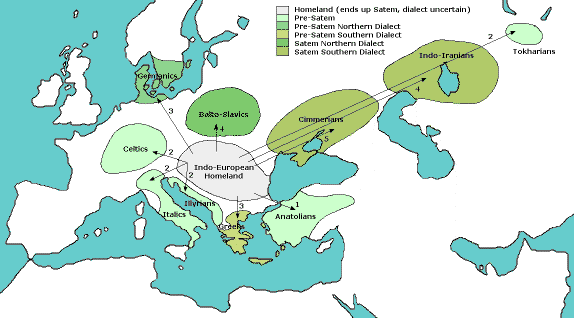 Homeland (ends up Satem, dialect uncertain)
Pre-Satem
Pre-Satem Northern Dialect
Pre-Satem Southern Dialect
Satem Northern Dialect
Satem Southern Dialect
2
Tokharians
Indo-Iranians
4
Germanics
3
Balto-Slavics
4
Cimmerians
5
Celtics
2
Indo-European
Homeland
2
2
Illyrians
Italics
3
Greeks
1
Anatolians